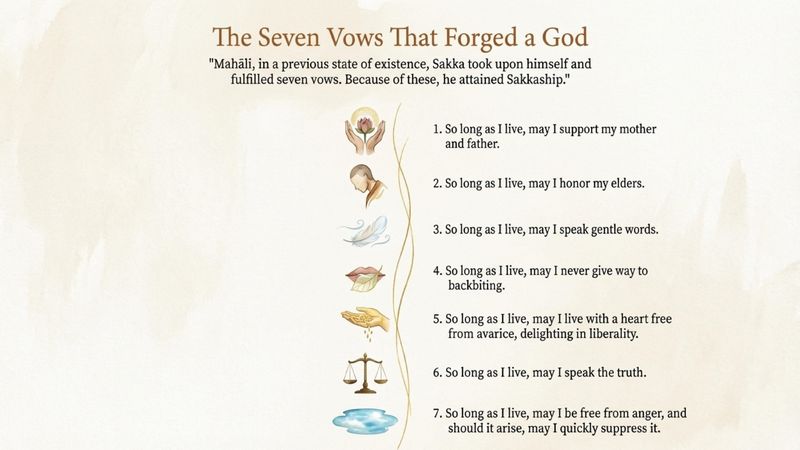 The Seven Vows That Forged a God
"Mahāli, in a previous state of existence, Sakka took upon himself and
fulfilled seven vows. Because of these, he attained Sakkaship."
1. So long as I live, may I support my mother
and father.
2. So long as I live, may I honor my elders.
3. So long as I live, may I speak gentle words.
4. So long as I live, may I never give way to
backbiting.
5. So long as I live, may I live with a heart free
from avarice, delighting in liberality.
6. So long as I live, may I speak the truth.
7. So long as I live, may I be free from anger, and
should it arise, may I quickly suppress it.